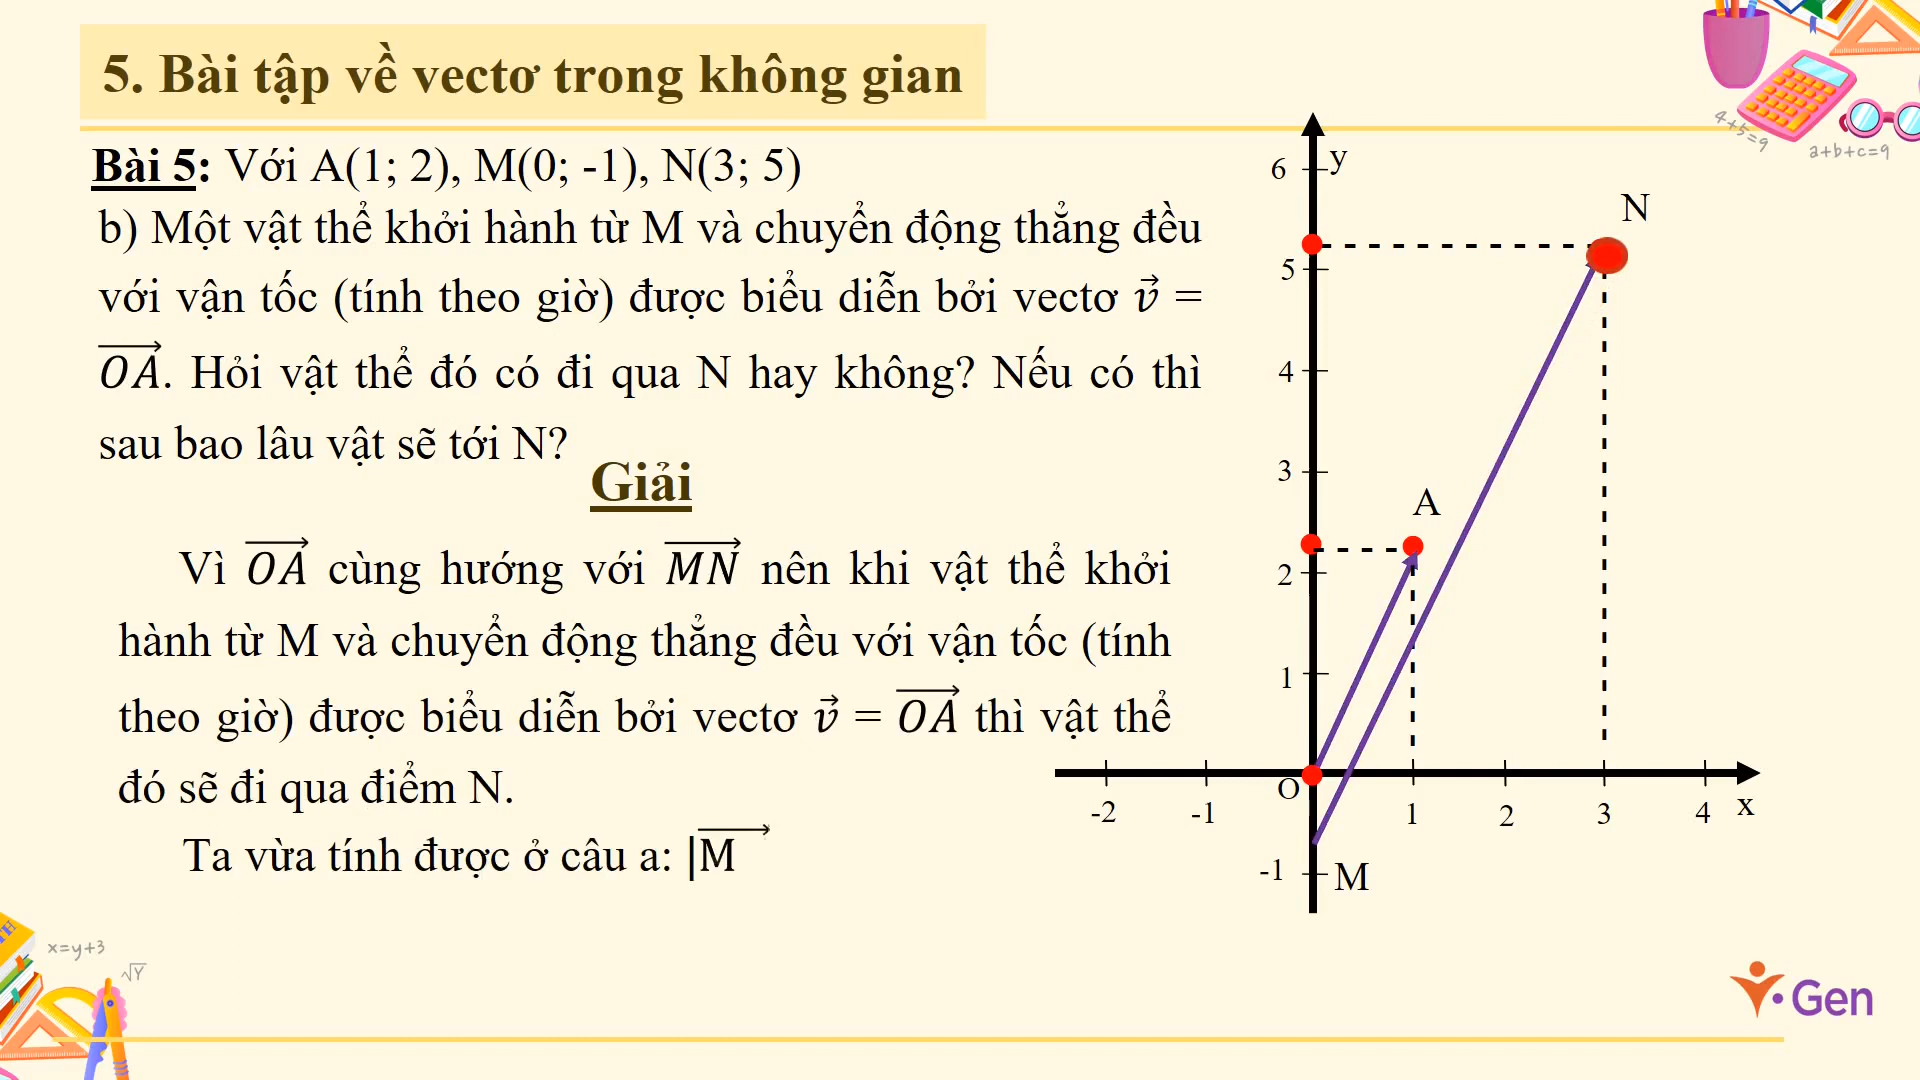 5. Bài tập về vectơ trong không gian
Bài 5: Với A(1; 2), M(0; -1), N(3; 5)
b) Một vật thể khởi hành từ M và chuyển động thẳng đều
với vận tốc (tính theo giờ) được biểu diễn bởi vectơ v⃗ =
OA⃗. Hỏi vật thể đó có đi qua N hay không? Nếu có thì
sau bao lâu vật sẽ tới N?
Giải
Vì OA⃗ cùng hướng với MN⃗ nên khi vật thể khởi
hành từ M và chuyển động thẳng đều với vận tốc (tính
theo giờ) được biểu diễn bởi vectơ v⃗ = OA⃗ thì vật thể
đó sẽ đi qua điểm N.
Ta vừa tính được ở câu a: |M⃗
y
6
N
5
4
3
A
2
1
O
-2 -1 1 2 3 4 x
-1 M
4+5=9
a+b+c=9
x=y+3
√Y
TH
Gen